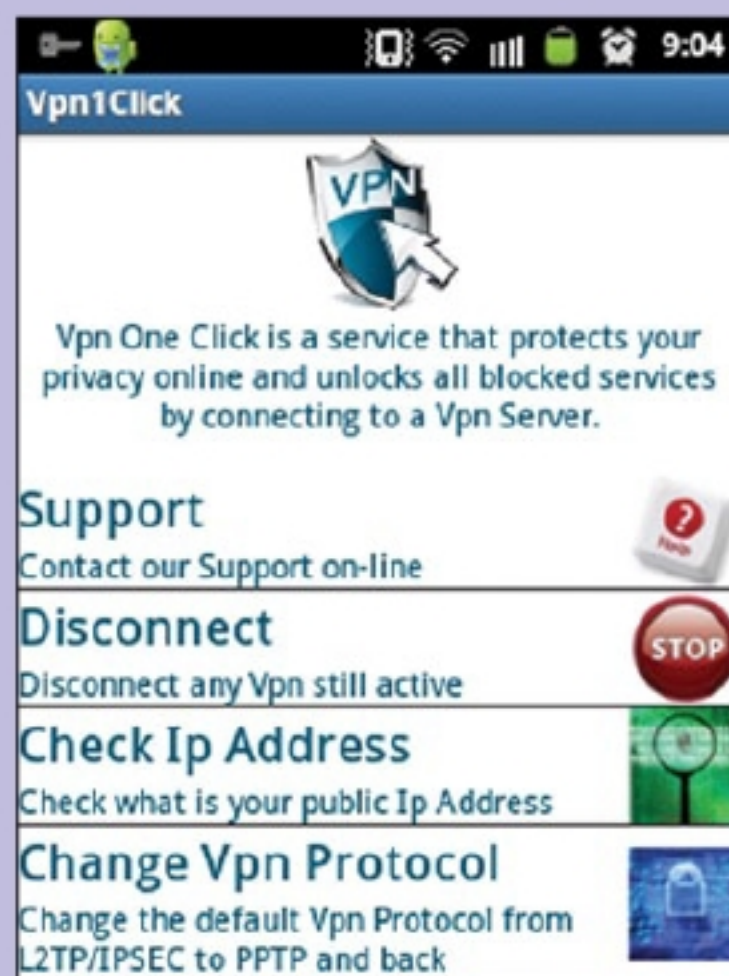 9:04
Vpn1Click
VPN
Vpn One Click is a service that protects your
privacy online and unlocks all blocked services
by connecting to a Vpn Server.
Support
Contact our Support on-line
Help
Disconnect
Disconnect any Vpn still active
STOP
Check Ip Address
Check what is your public Ip Address
Change Vpn Protocol
Change the default Vpn Protocol from
L2TP/IPSEC to PPTP and back